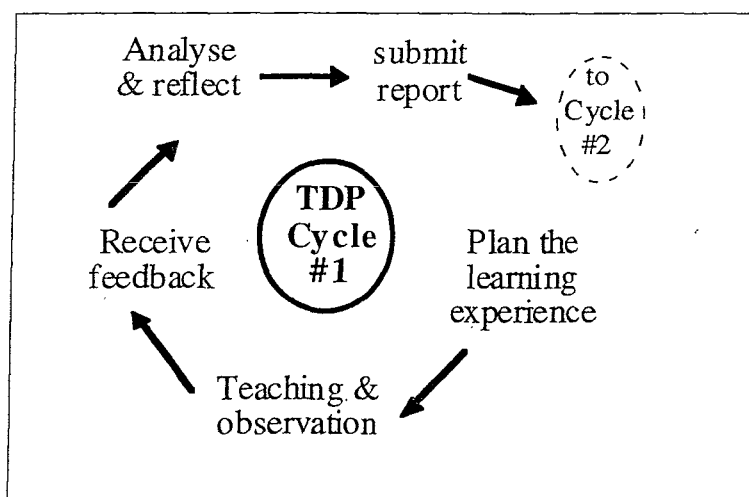 Analyse
& reflect
submit
report
to
Cycle
#2
TDP
Cycle
#1
Receive
feedback
Plan the
learning
experience
Teaching &
observation